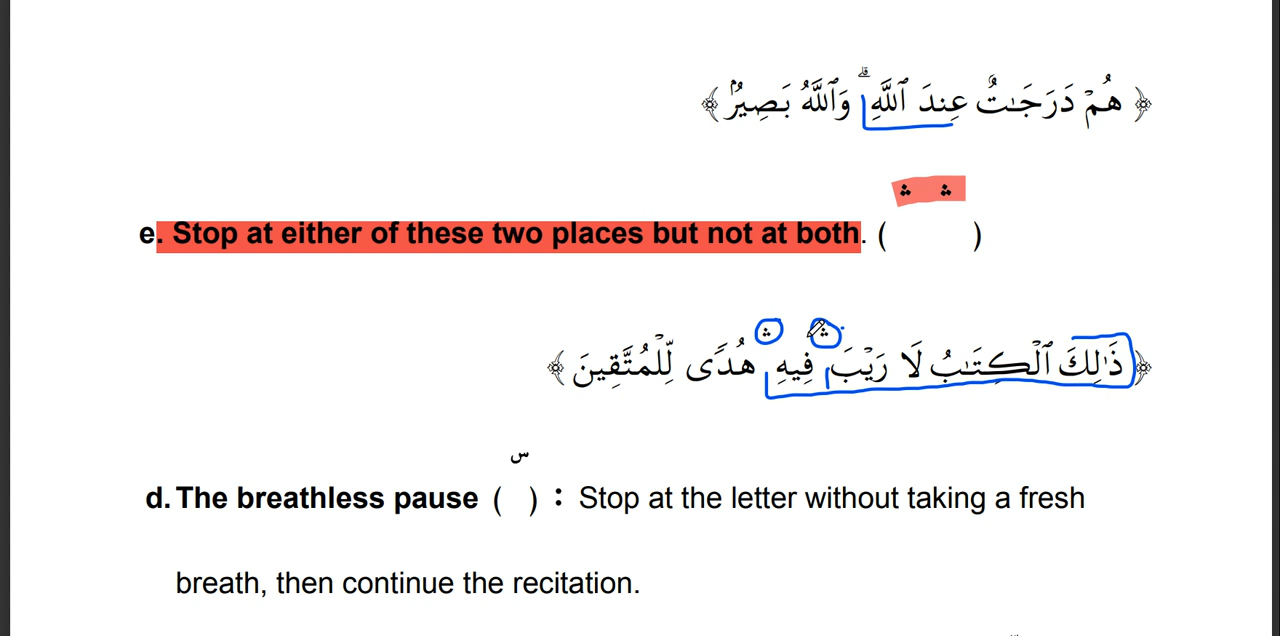 ﴿ هُمْ دَرَجَـٰتٌ عِندَ ٱللَّهِ ۗ وَٱللَّهُ بَصِيرٌۢ ﴾
ۛ ۛ
e. Stop at either of these two places but not at both. ( )
﴿ ذَٰلِكَ ٱلْكِتَـٰبُ لَا رَيْبَ ۛ فِيهِ ۛ هُدًى لِّلْمُتَّقِينَ ﴾
س
d. The breathless pause ( ) : Stop at the letter without taking a fresh
breath, then continue the recitation.